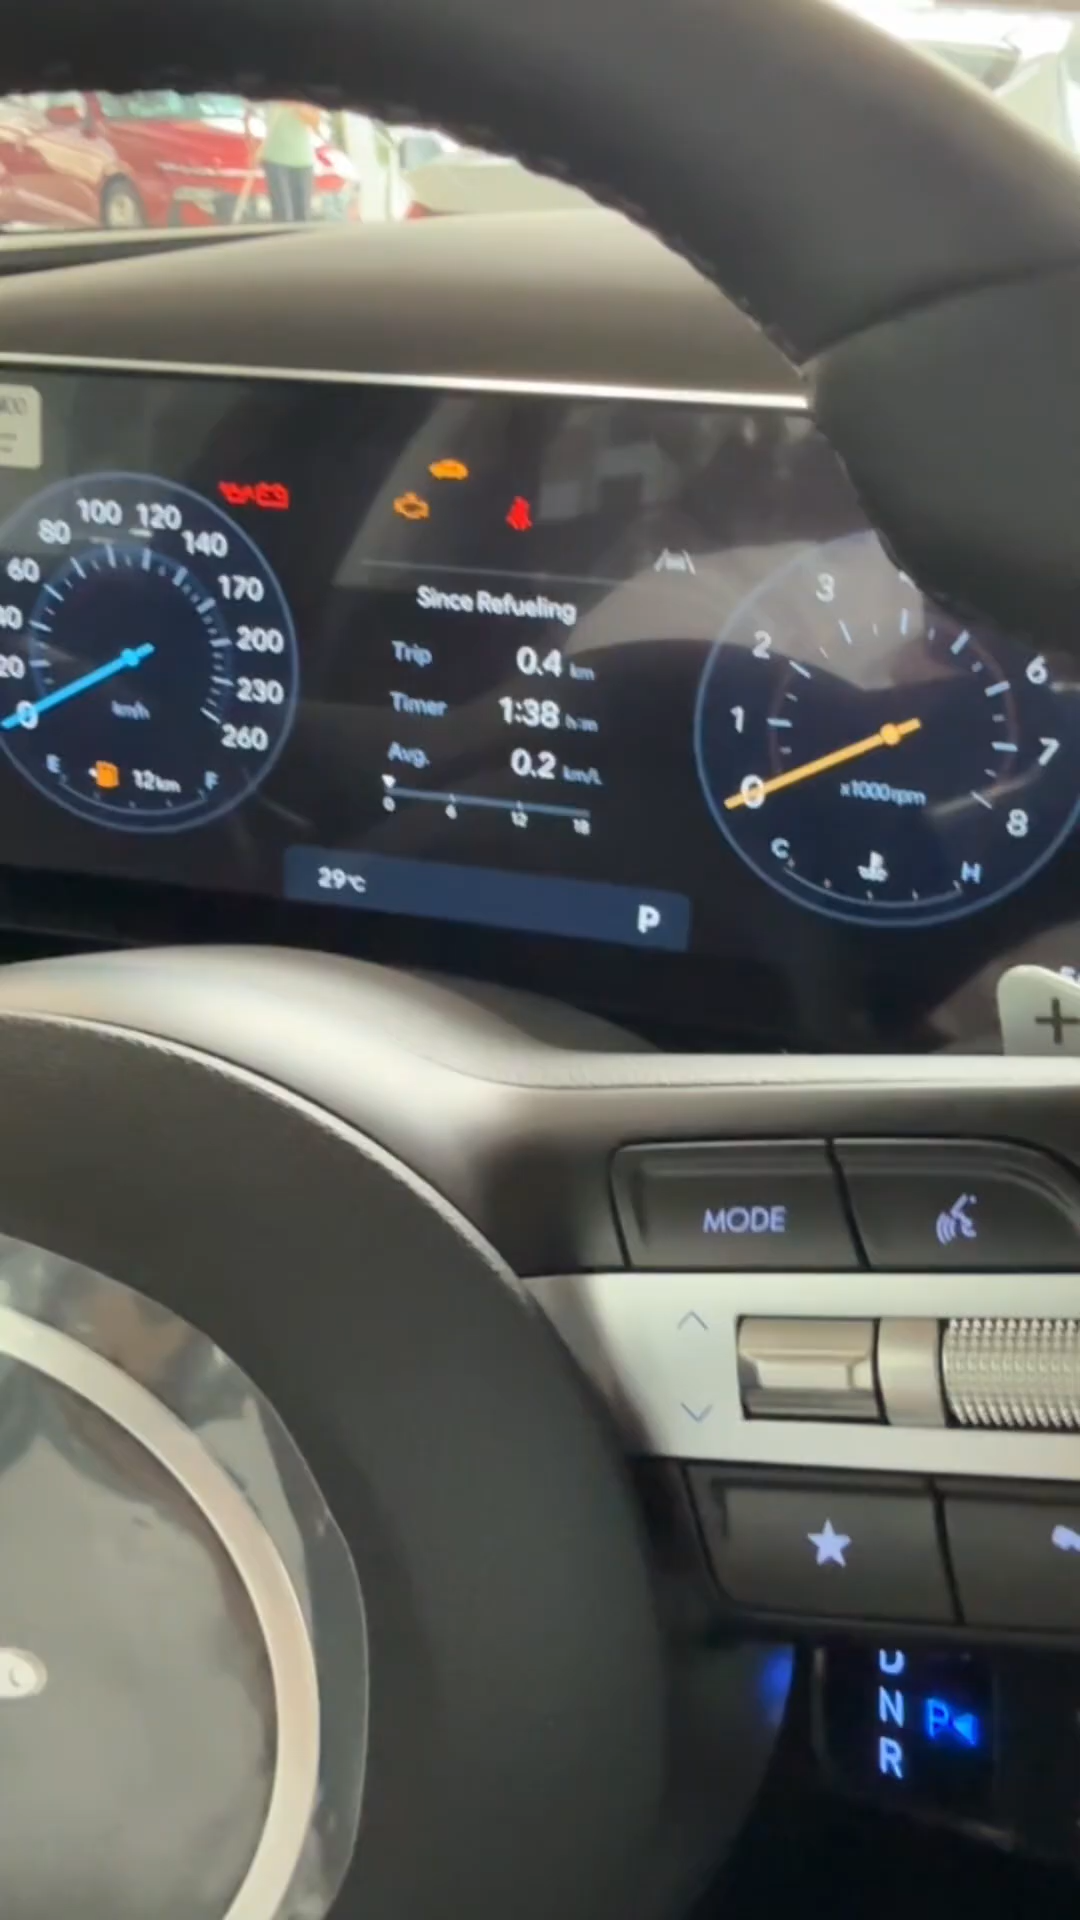 100
120
80
140
60
170
20
200
230
0
260
km/h
E
12km
F
Since Refueling
Trip 0.4 km
Timer 1:38 h:m
Avg. 0.2 km/L
0 6 12 18
29℃
P
3
2
6
1
7
0
x1000rpm
8
C
H
+
MODE
N
P
R